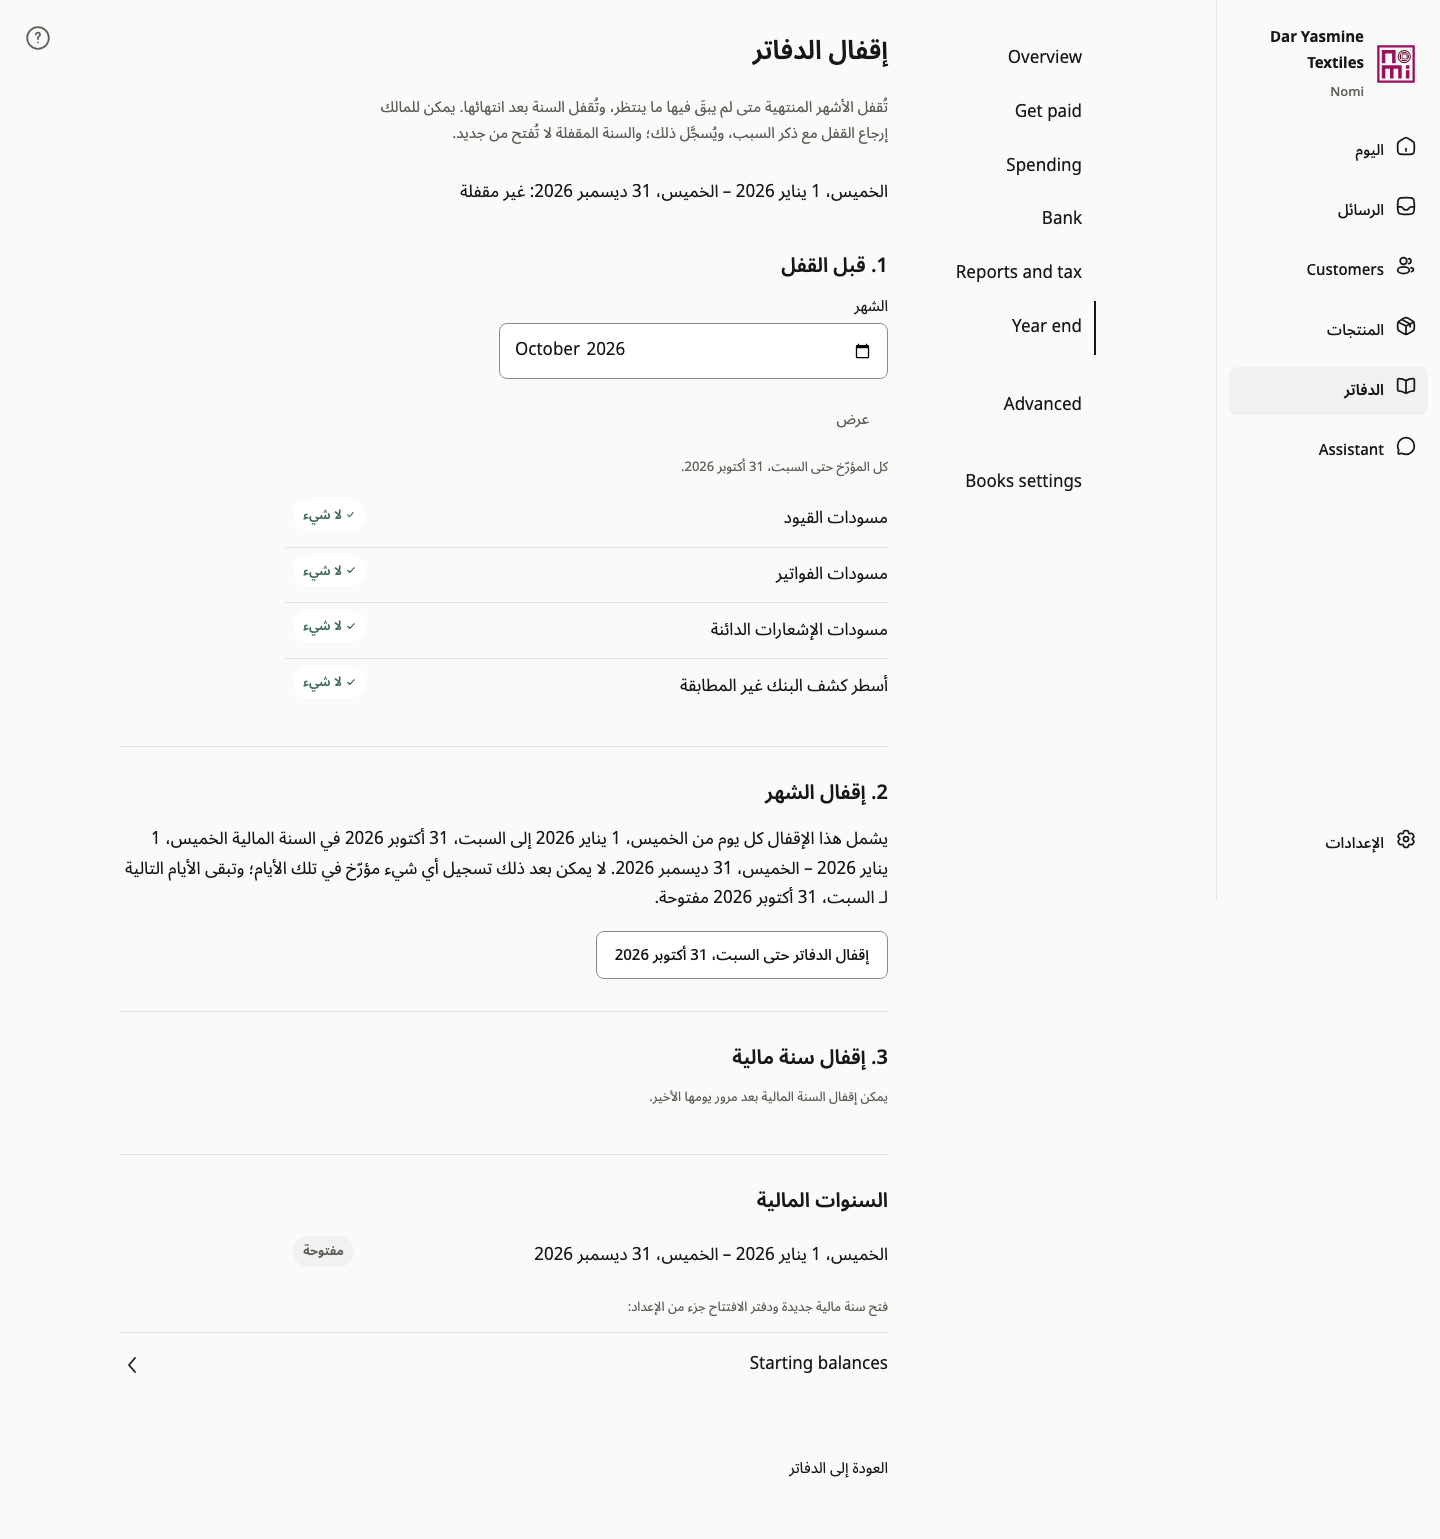 Dar Yasmine
Textiles
Nomi
اليوم
الرسائل
Customers
المنتجات
الدفاتر
Assistant
الإعدادات
Overview
Get paid
Spending
Bank
Reports and tax
Year end
Advanced
Books settings
إقفال الدفاتر
تُقفل الأشهر المنتهية متى لم يبقَ فيها ما ينتظر، وتُقفل السنة بعد انتهائها. يمكن للمالك
إرجاع القفل مع ذكر السبب، ويُسجَّل ذلك؛ والسنة المقفلة لا تُفتح من جديد.
الخميس، 1 يناير 2026 – الخميس، 31 ديسمبر 2026: غير مقفلة
1. قبل القفل
الشهر
October 2026
عرض
كل المؤرّخ حتى السبت، 31 أكتوبر 2026.
مسودات القيود
لا شيء
مسودات الفواتير
لا شيء
مسودات الإشعارات الدائنة
لا شيء
أسطر كشف البنك غير المطابقة
لا شيء
2. إقفال الشهر
يشمل هذا الإقفال كل يوم من الخميس، 1 يناير 2026 إلى السبت، 31 أكتوبر 2026 في السنة المالية الخميس، 1
يناير 2026 – الخميس، 31 ديسمبر 2026. لا يمكن بعد ذلك تسجيل أي شيء مؤرّخ في تلك الأيام؛ وتبقى الأيام التالية
لـ السبت، 31 أكتوبر 2026 مفتوحة.
إقفال الدفاتر حتى السبت، 31 أكتوبر 2026
3. إقفال سنة مالية
يمكن إقفال السنة المالية بعد مرور يومها الأخير.
السنوات المالية
الخميس، 1 يناير 2026 – الخميس، 31 ديسمبر 2026
مفتوحة
فتح سنة مالية جديدة ودفتر الافتتاح جزء من الإعداد:
Starting balances
العودة إلى الدفاتر